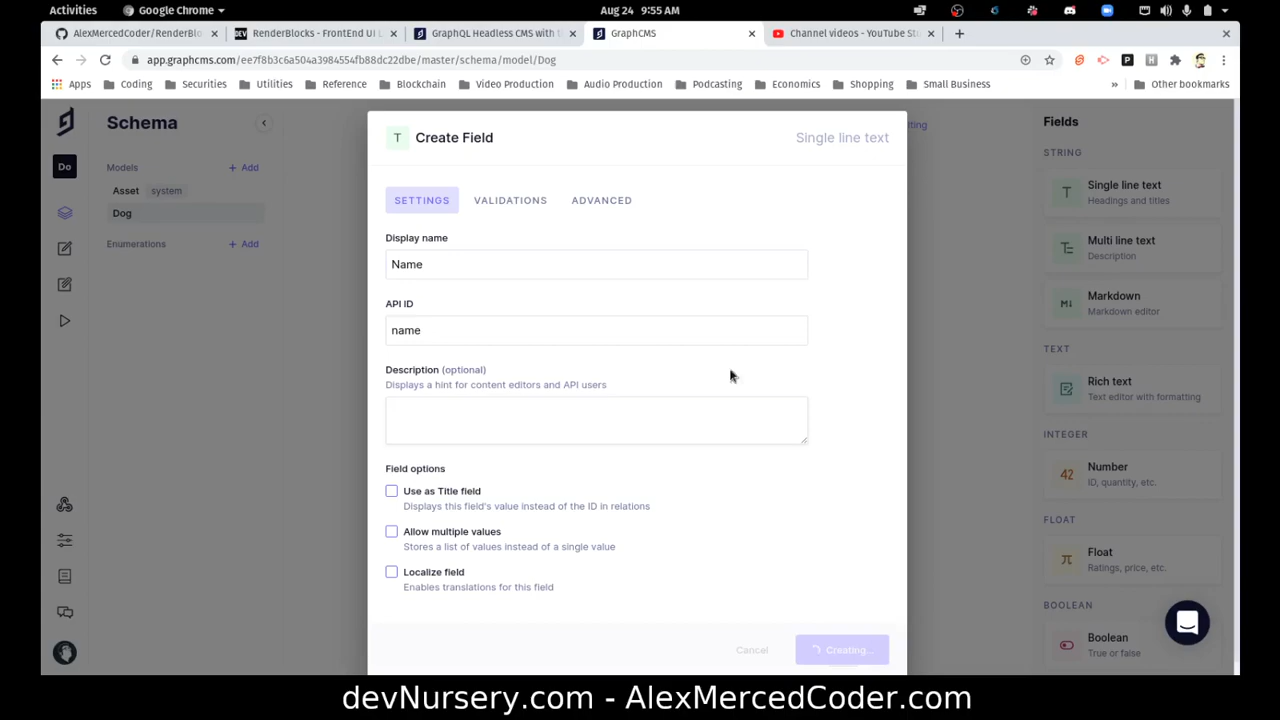 Activities
Google Chrome
Aug 24 9:55 AM
AlexMercedCoder/RenderBlo
DEV
RenderBlocks - FrontEnd UI L
GraphQL Headless CMS with t
GraphCMS
Channel videos - YouTube St
app.graphcms.com/ee7f8b3c6a504a3984554fb88dc22dbe/master/schema/model/Dog
Apps
Coding
Securities
Utilities
Reference
Blockchain
Video Production
Audio Production
Podcasting
Economics
Shopping
Small Business
»
Other bookmarks
Schema
Do
Models
+ Add
Asset
system
Dog
Enumerations
+ Add
T
Create Field
Single line text
SETTINGS
VALIDATIONS
ADVANCED
Display name
Name
API ID
name
Description (optional)
Displays a hint for content editors and API users
Field options
Use as Title field
Displays this field's value instead of the ID in relations
Allow multiple values
Stores a list of values instead of a single value
Localize field
Enables translations for this field
Cancel
Creating...
Fields
STRING
T
Single line text
Headings and titles
Multi line text
Description
M↓
Markdown
Markdown editor
TEXT
Rich text
Text editor with formatting
INTEGER
42
Number
ID, quantity, etc.
FLOAT
π
Float
Ratings, price, etc.
BOOLEAN
Boolean
True or false
devNursery.com - AlexMercedCoder.com